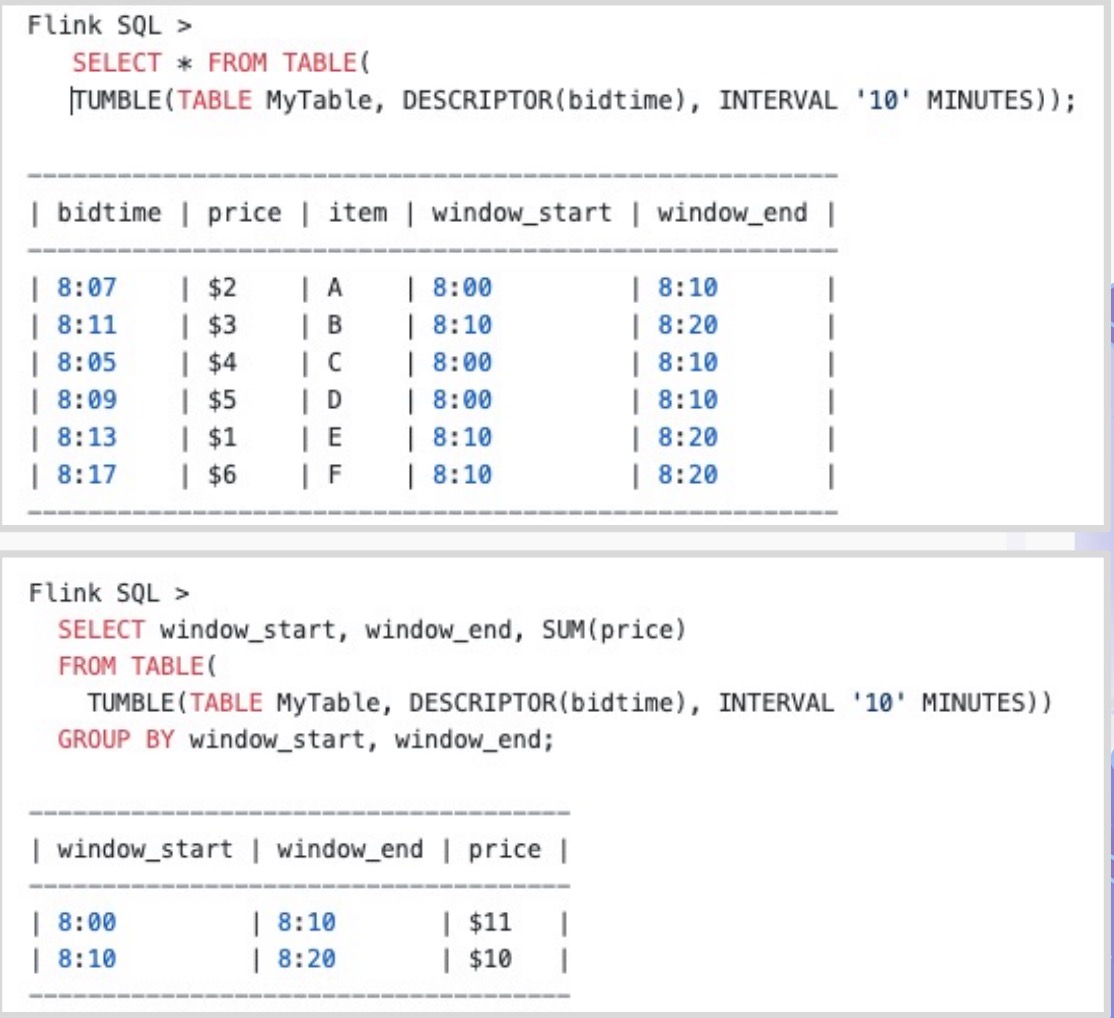 Flink SQL >
SELECT * FROM TABLE(
TUMBLE(TABLE MyTable, DESCRIPTOR(bidtime), INTERVAL '10' MINUTES));
| bidtime | price | item | window_start | window_end |
| 8:07 | $2 | A | 8:00 | 8:10 |
| 8:11 | $3 | B | 8:10 | 8:20 |
| 8:05 | $4 | C | 8:00 | 8:10 |
| 8:09 | $5 | D | 8:00 | 8:10 |
| 8:13 | $1 | E | 8:10 | 8:20 |
| 8:17 | $6 | F | 8:10 | 8:20 |
Flink SQL >
SELECT window_start, window_end, SUM(price)
FROM TABLE(
TUMBLE(TABLE MyTable, DESCRIPTOR(bidtime), INTERVAL '10' MINUTES))
GROUP BY window_start, window_end;
| window_start | window_end | price |
| 8:00 | 8:10 | $11 |
| 8:10 | 8:20 | $10 |